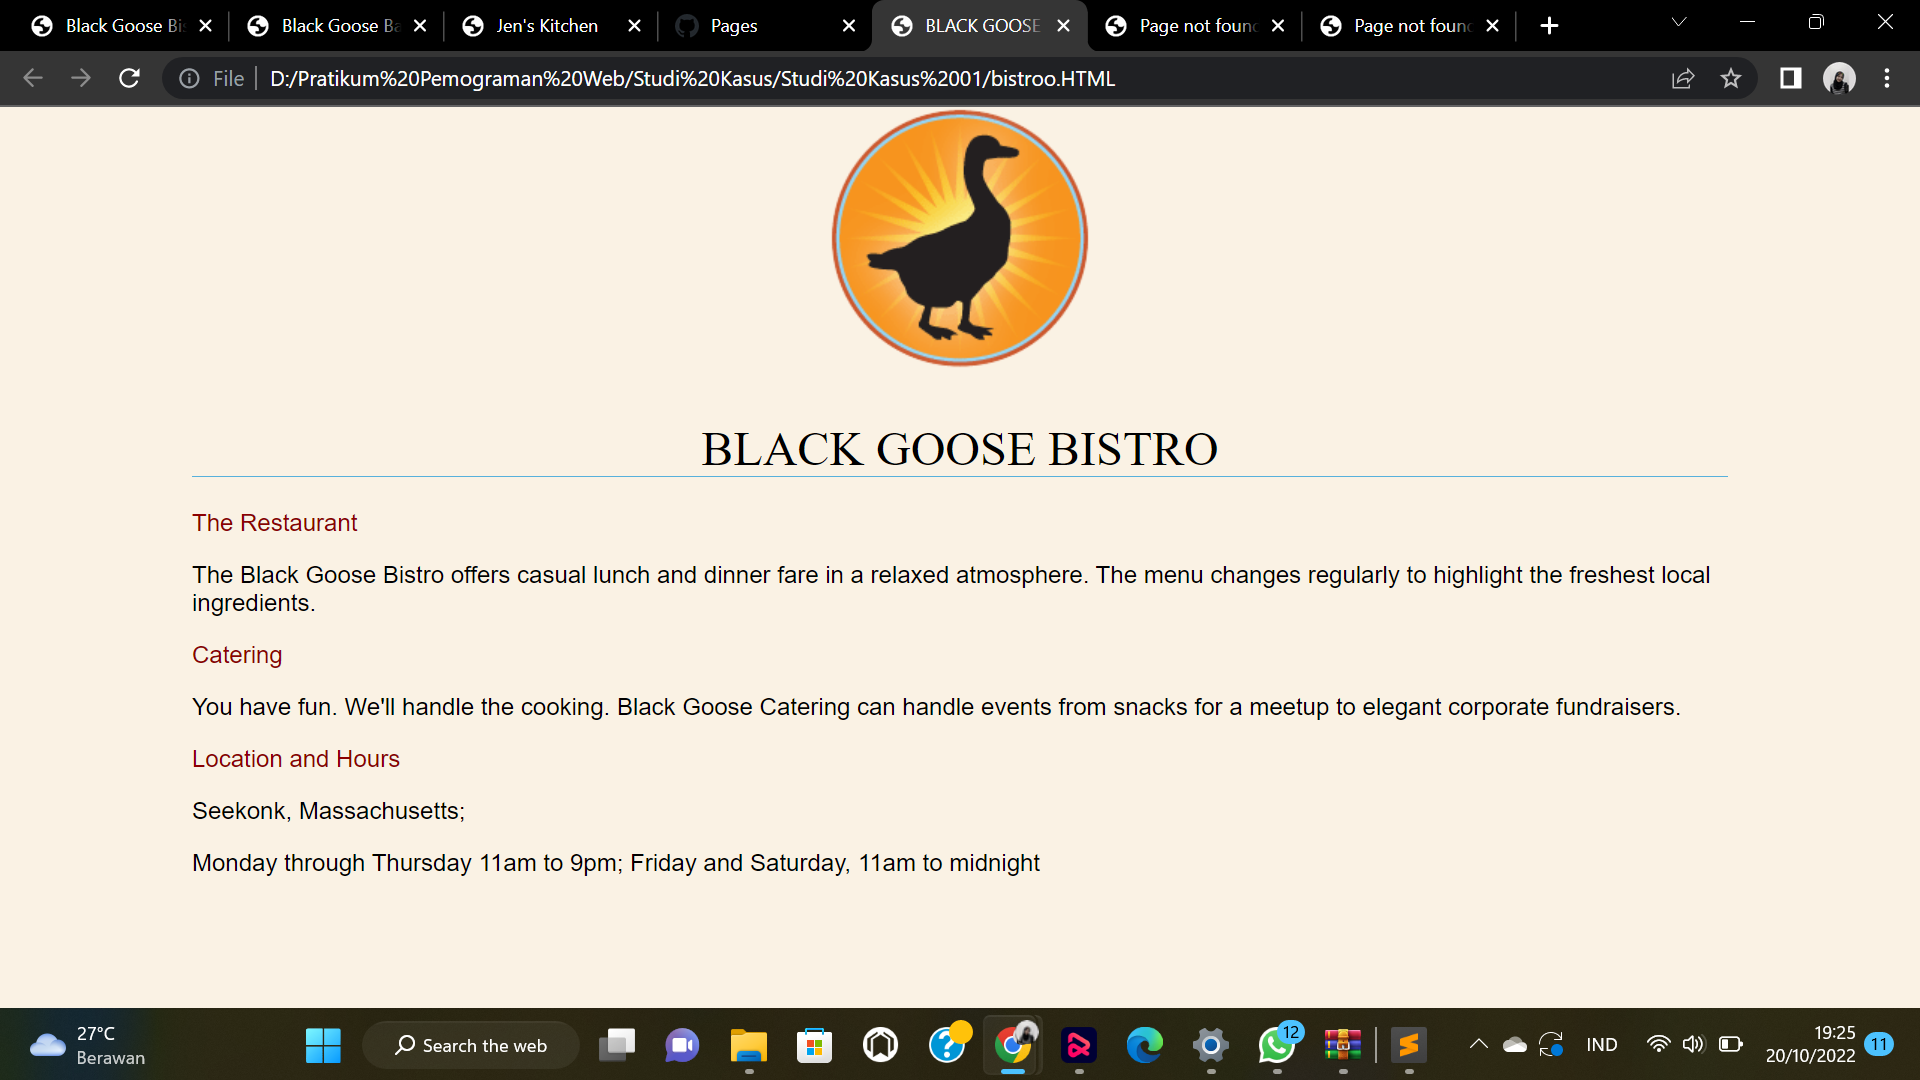 Black Goose Bi
Black Goose Ba
Jen's Kitchen
Pages
BLACK GOOSE
Page not foun
Page not foun
File
D:/Pratikum%20Pemograman%20Web/Studi%20Kasus/Studi%20Kasus%2001/bistroo.HTML
BLACK GOOSE BISTRO
The Restaurant
The Black Goose Bistro offers casual lunch and dinner fare in a relaxed atmosphere. The menu changes regularly to highlight the freshest local
ingredients.
Catering
You have fun. We'll handle the cooking. Black Goose Catering can handle events from snacks for a meetup to elegant corporate fundraisers.
Location and Hours
Seekonk, Massachusetts;
Monday through Thursday 11am to 9pm; Friday and Saturday, 11am to midnight
27°C
Berawan
Search the web
12
IND
19:25
20/10/2022
11